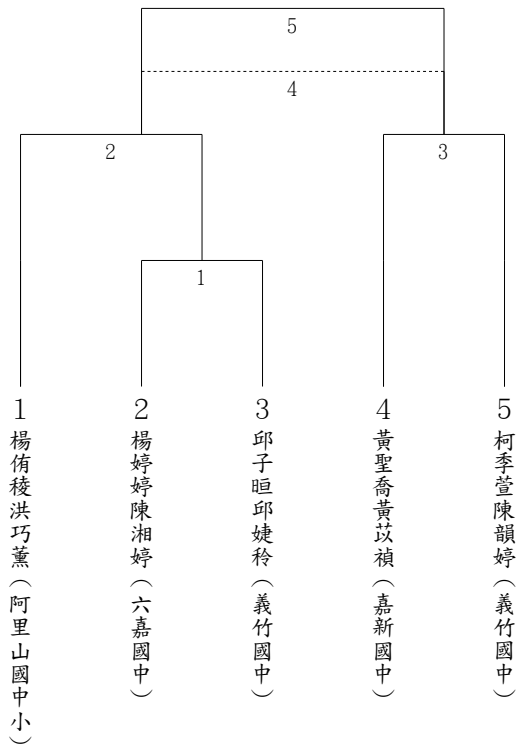 5
4
2
3
1
1
楊侑稜洪巧薰(阿里山國中小)
2
楊婷婷陳湘婷(六嘉國中)
3
邱子晅邱婕秢(義竹國中)
4
黃聖喬黃苡禎(嘉新國中)
5
柯季萱陳韻婷(義竹國中)